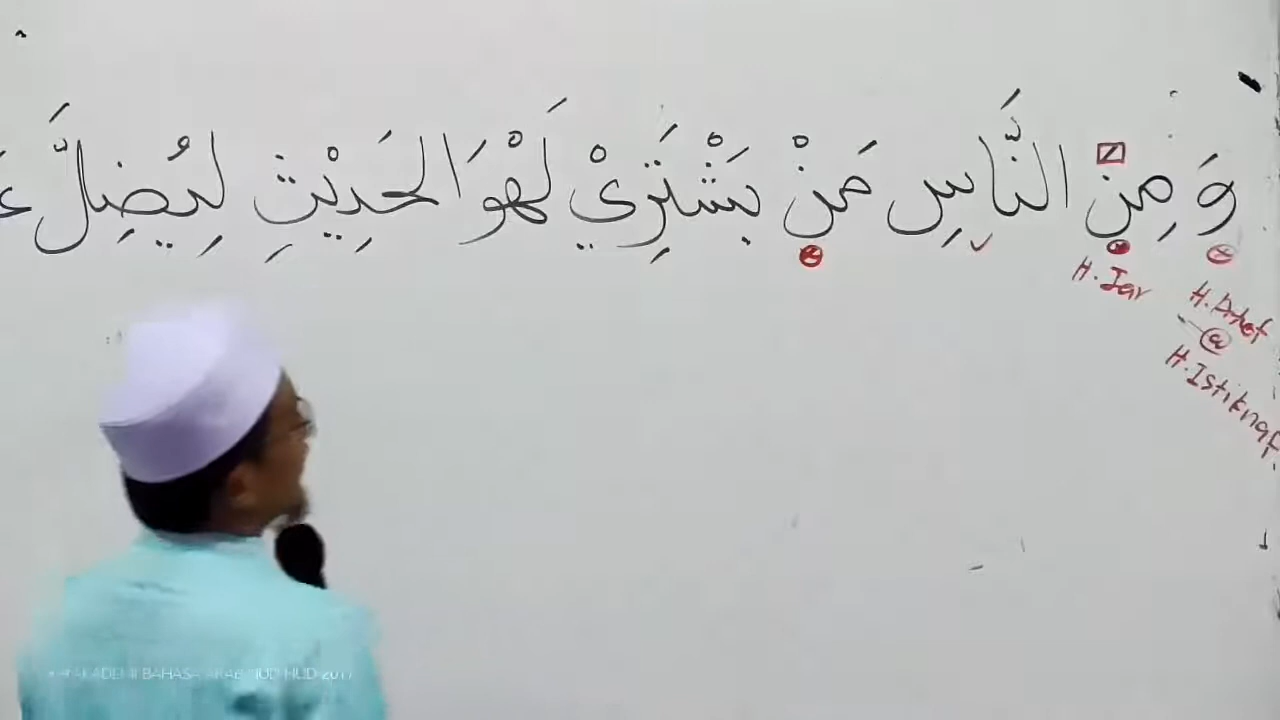 وَ مِنِ النَّاسِ مَنْ يَشْتَرِيْ لَهْوَ الْحَدِيْثِ لِيُضِلَّ عَ
H. Jar
H. Athof
@
H. Istiknaf
AKADEMI BAHASA ARAB HUD HUD 2017